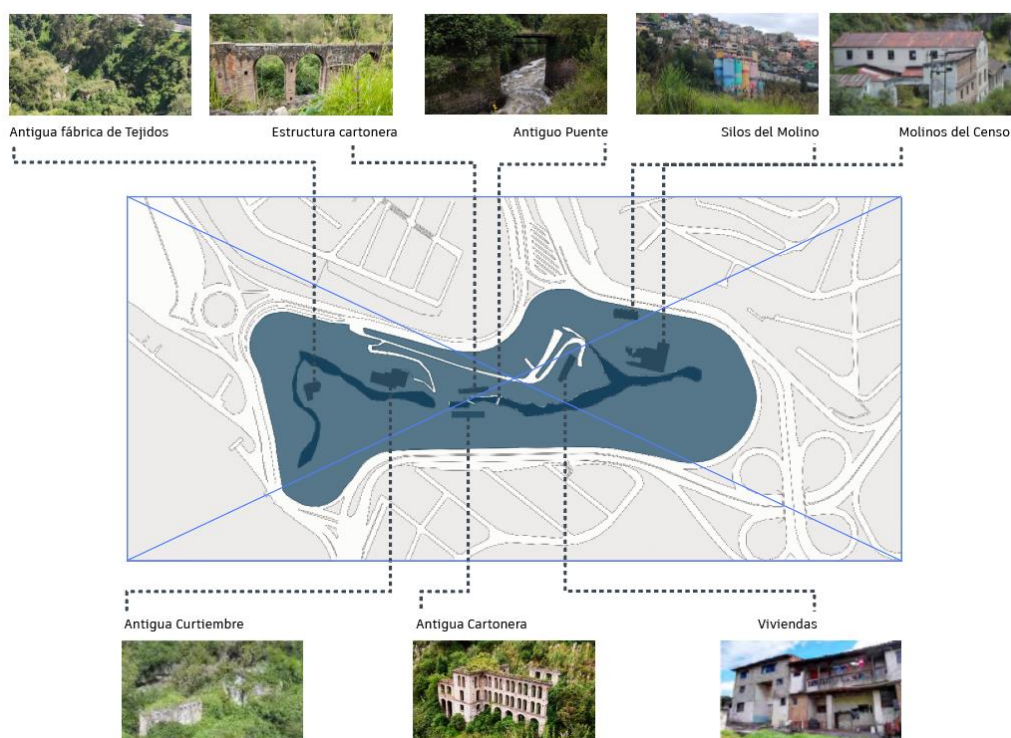 Antigua fábrica de Tejidos
Estructura cartonera
Antiguo Puente
Silos del Molino
Molinos del Censo
Antigua Curtiembre
Antigua Cartonera
Viviendas